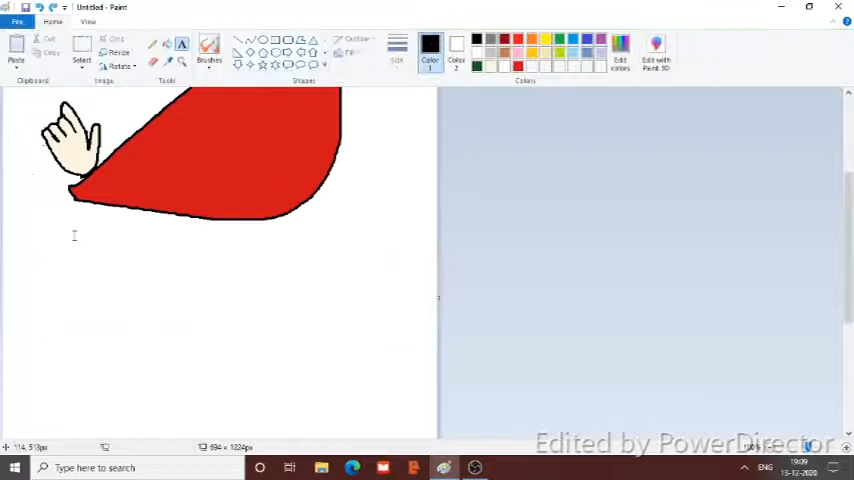 Untitled - Paint
File
Home
View
Paste
Cut
Copy
Clipboard
Select
Crop
Resize
Rotate
Image
A
Tools
Brushes
Outline
Fill
Shapes
Size
Color
1
Color
2
Edit
colors
Edit with
Paint 3D
Colors
114, 513px
694 × 1224px
100%
Edited by PowerDirector
Type here to search
ENG
19:09
13-12-2020